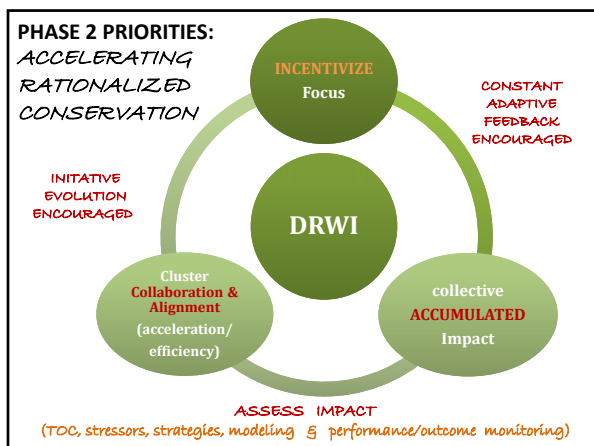 PHASE 2 PRIORITIES:
ACCELERATING
RATIONALIZED
CONSERVATION
INCENTIVIZE
Focus
CONSTANT
ADAPTIVE
FEEDBACK
ENCOURAGED
INITATIVE
EVOLUTION
ENCOURAGED
DRWI
Cluster
Collaboration &
Alignment
(acceleration/
efficiency)
collective
ACCUMULATED
Impact
ASSESS IMPACT
(TOC, stressors, strategies, modeling & performance/outcome monitoring)